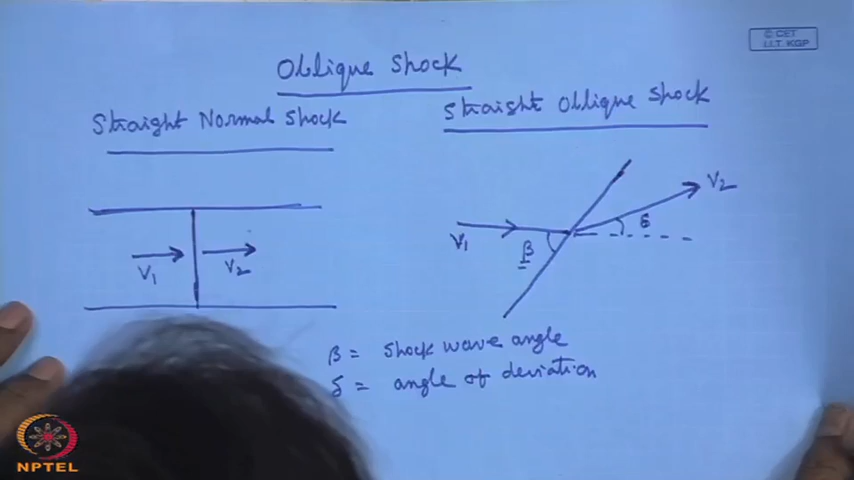 © CET
I.I.T. KGP
Oblique Shock
Straight Normal Shock
Straight Oblique Shock
V1
V2
V1
β
δ
V2
β = Shock wave angle
δ = angle of deviation
NPTEL